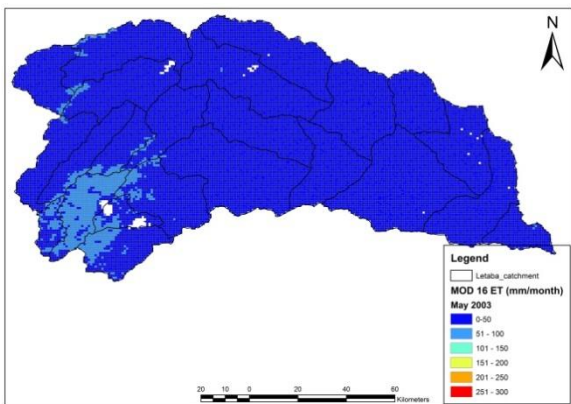 N
Legend
Letaba_catchment
MOD 16 ET (mm/month)
May 2003
0-50
51 - 100
101 - 150
151 - 200
201 - 250
251 - 300
20 10 0 20 40 60
Kilometers